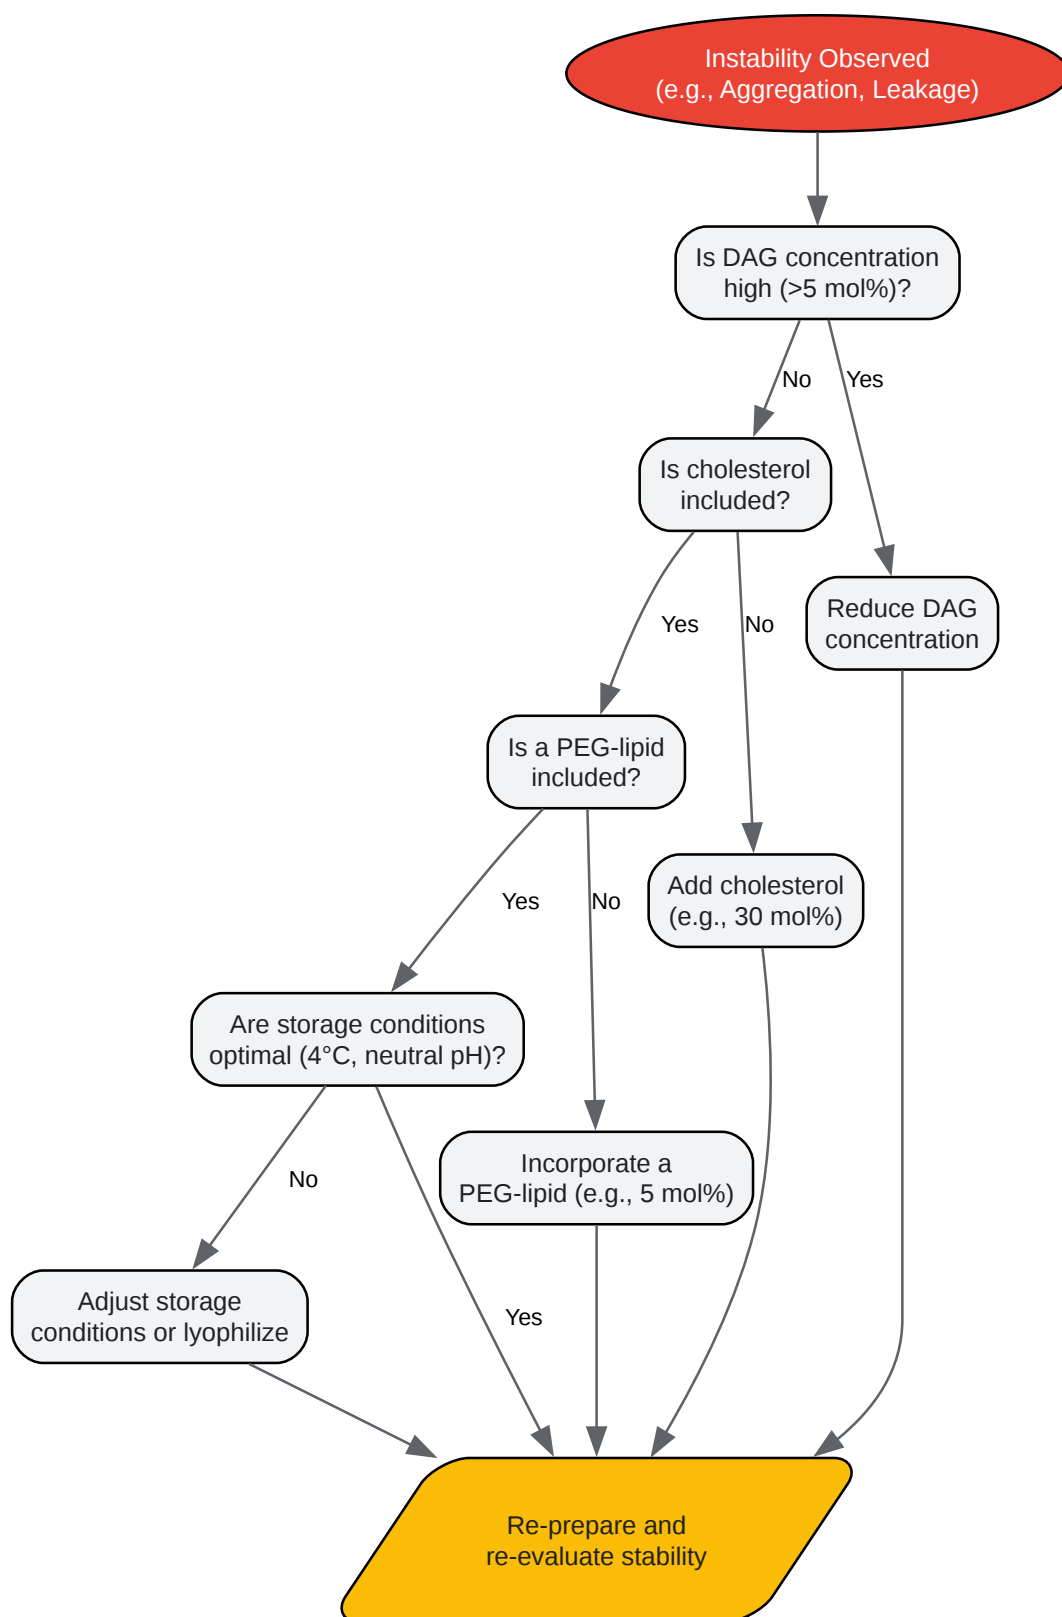 Instability Observed
(e.g., Aggregation, Leakage)
Is DAG concentration
high (>5 mol%)?
No
Yes
Is cholesterol
included?
Reduce DAG
concentration
Yes
No
Is a PEG-lipid
included?
Add cholesterol
(e.g., 30 mol%)
Yes
No
Are storage conditions
optimal (4°C, neutral pH)?
Incorporate a
PEG-lipid (e.g., 5 mol%)
No
Yes
Adjust storage
conditions or lyophilize
Re-prepare and
re-evaluate stability